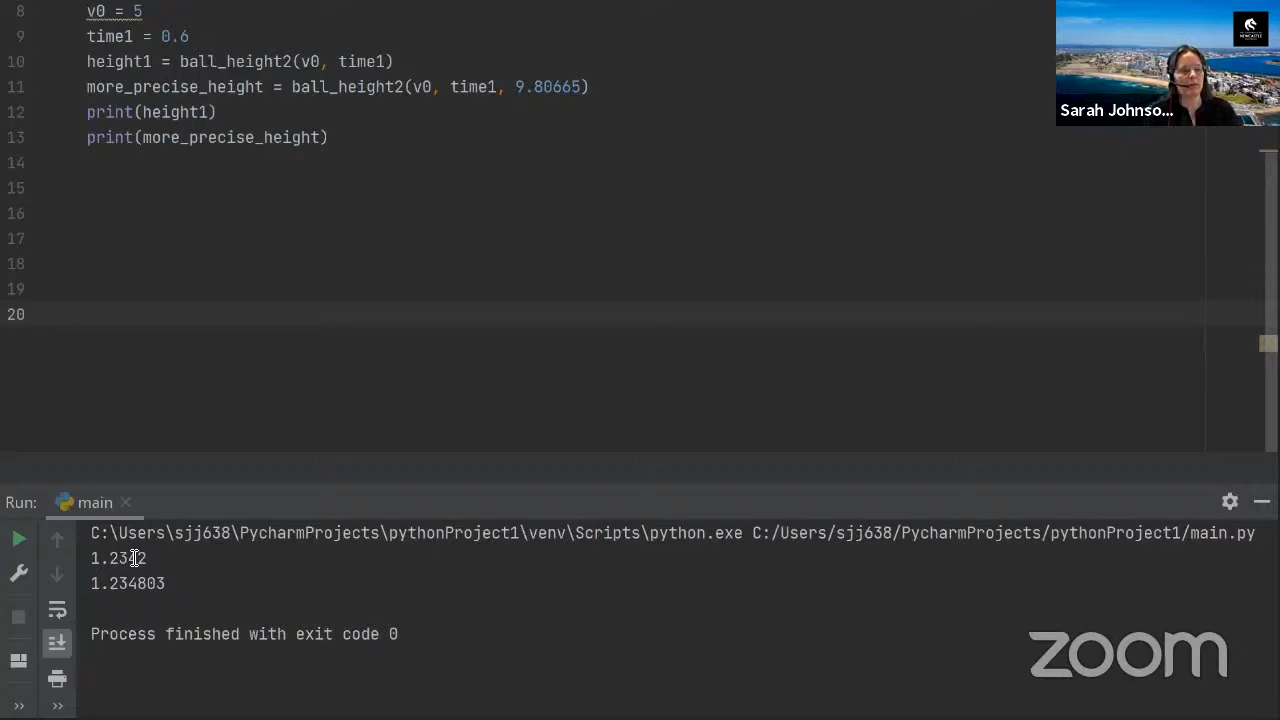 8 v0 = 5
9 time1 = 0.6
10 height1 = ball_height2(v0, time1)
11 more_precise_height = ball_height2(v0, time1, 9.80665)
12 print(height1)
13 print(more_precise_height)
14
15
16
17
18
19
20
Sarah Johnso...
NEWCASTLE
Run: main
C:\Users\sjj638\PycharmProjects\pythonProject1\venv\Scripts\python.exe C:/Users/sjj638/PycharmProjects/pythonProject1/main.py
1.2342
1.234803
Process finished with exit code 0
zoom